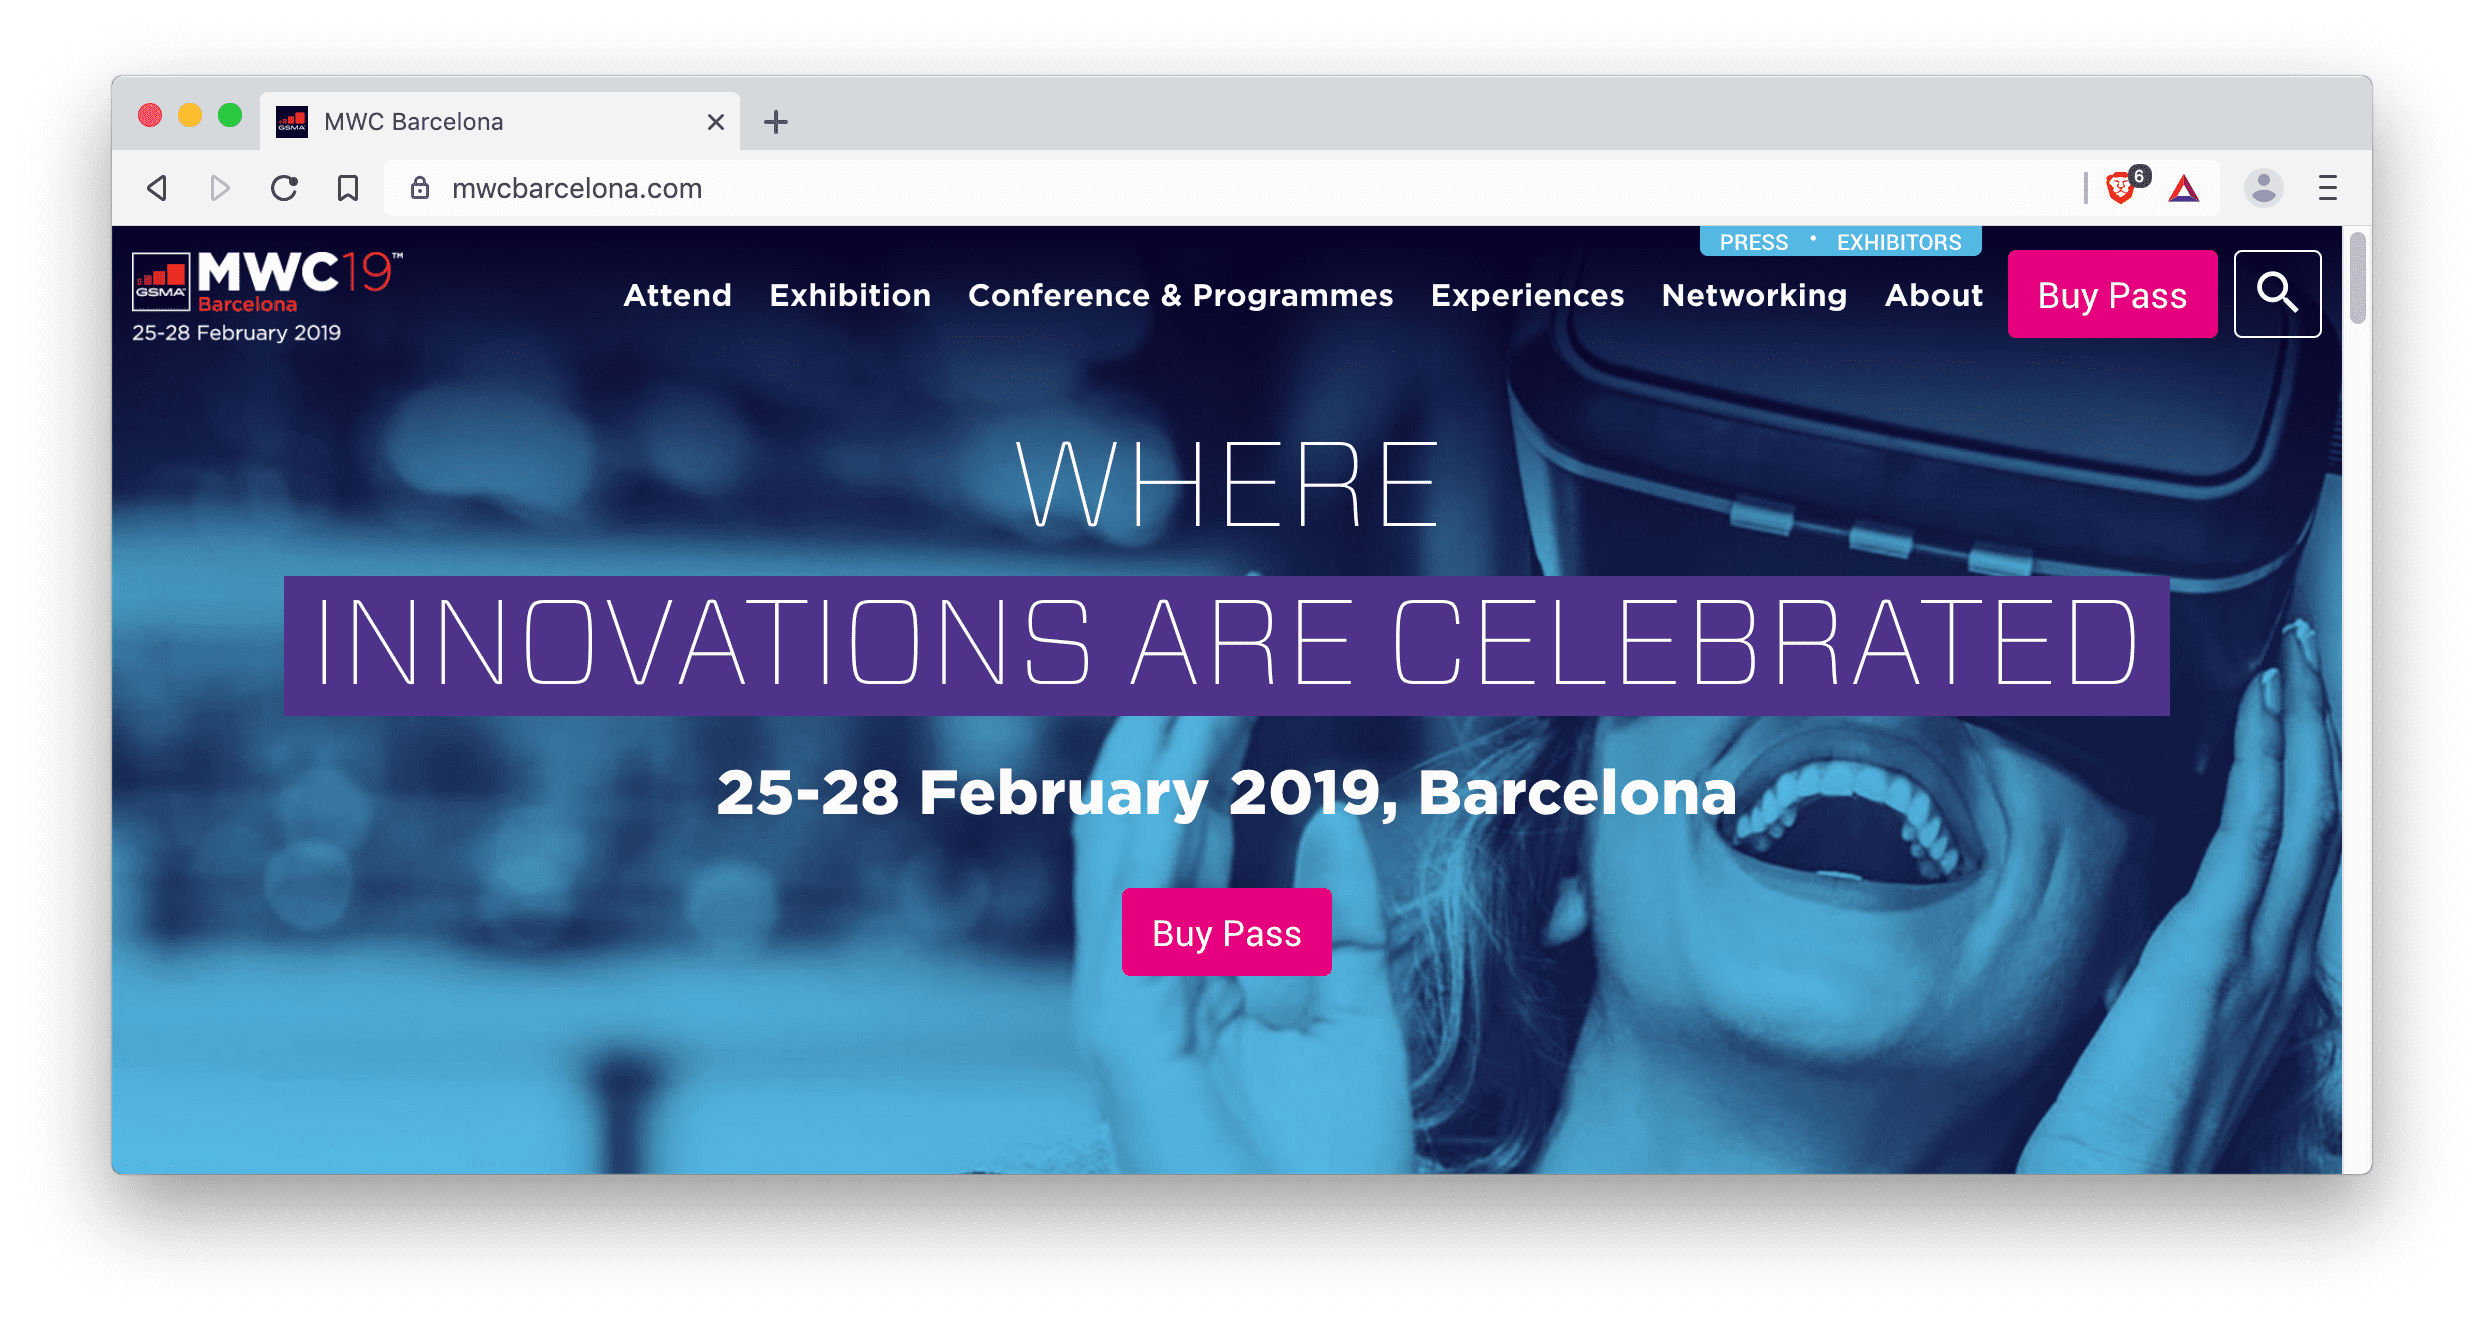 MWC Barcelona
mwcbarcelona.com
6
PRESS • EXHIBITORS
GSMA
MWC19™
Barcelona
25-28 February 2019
Attend Exhibition Conference & Programmes Experiences Networking About Buy Pass
WHERE
INNOVATIONS ARE CELEBRATED
25-28 February 2019, Barcelona
Buy Pass